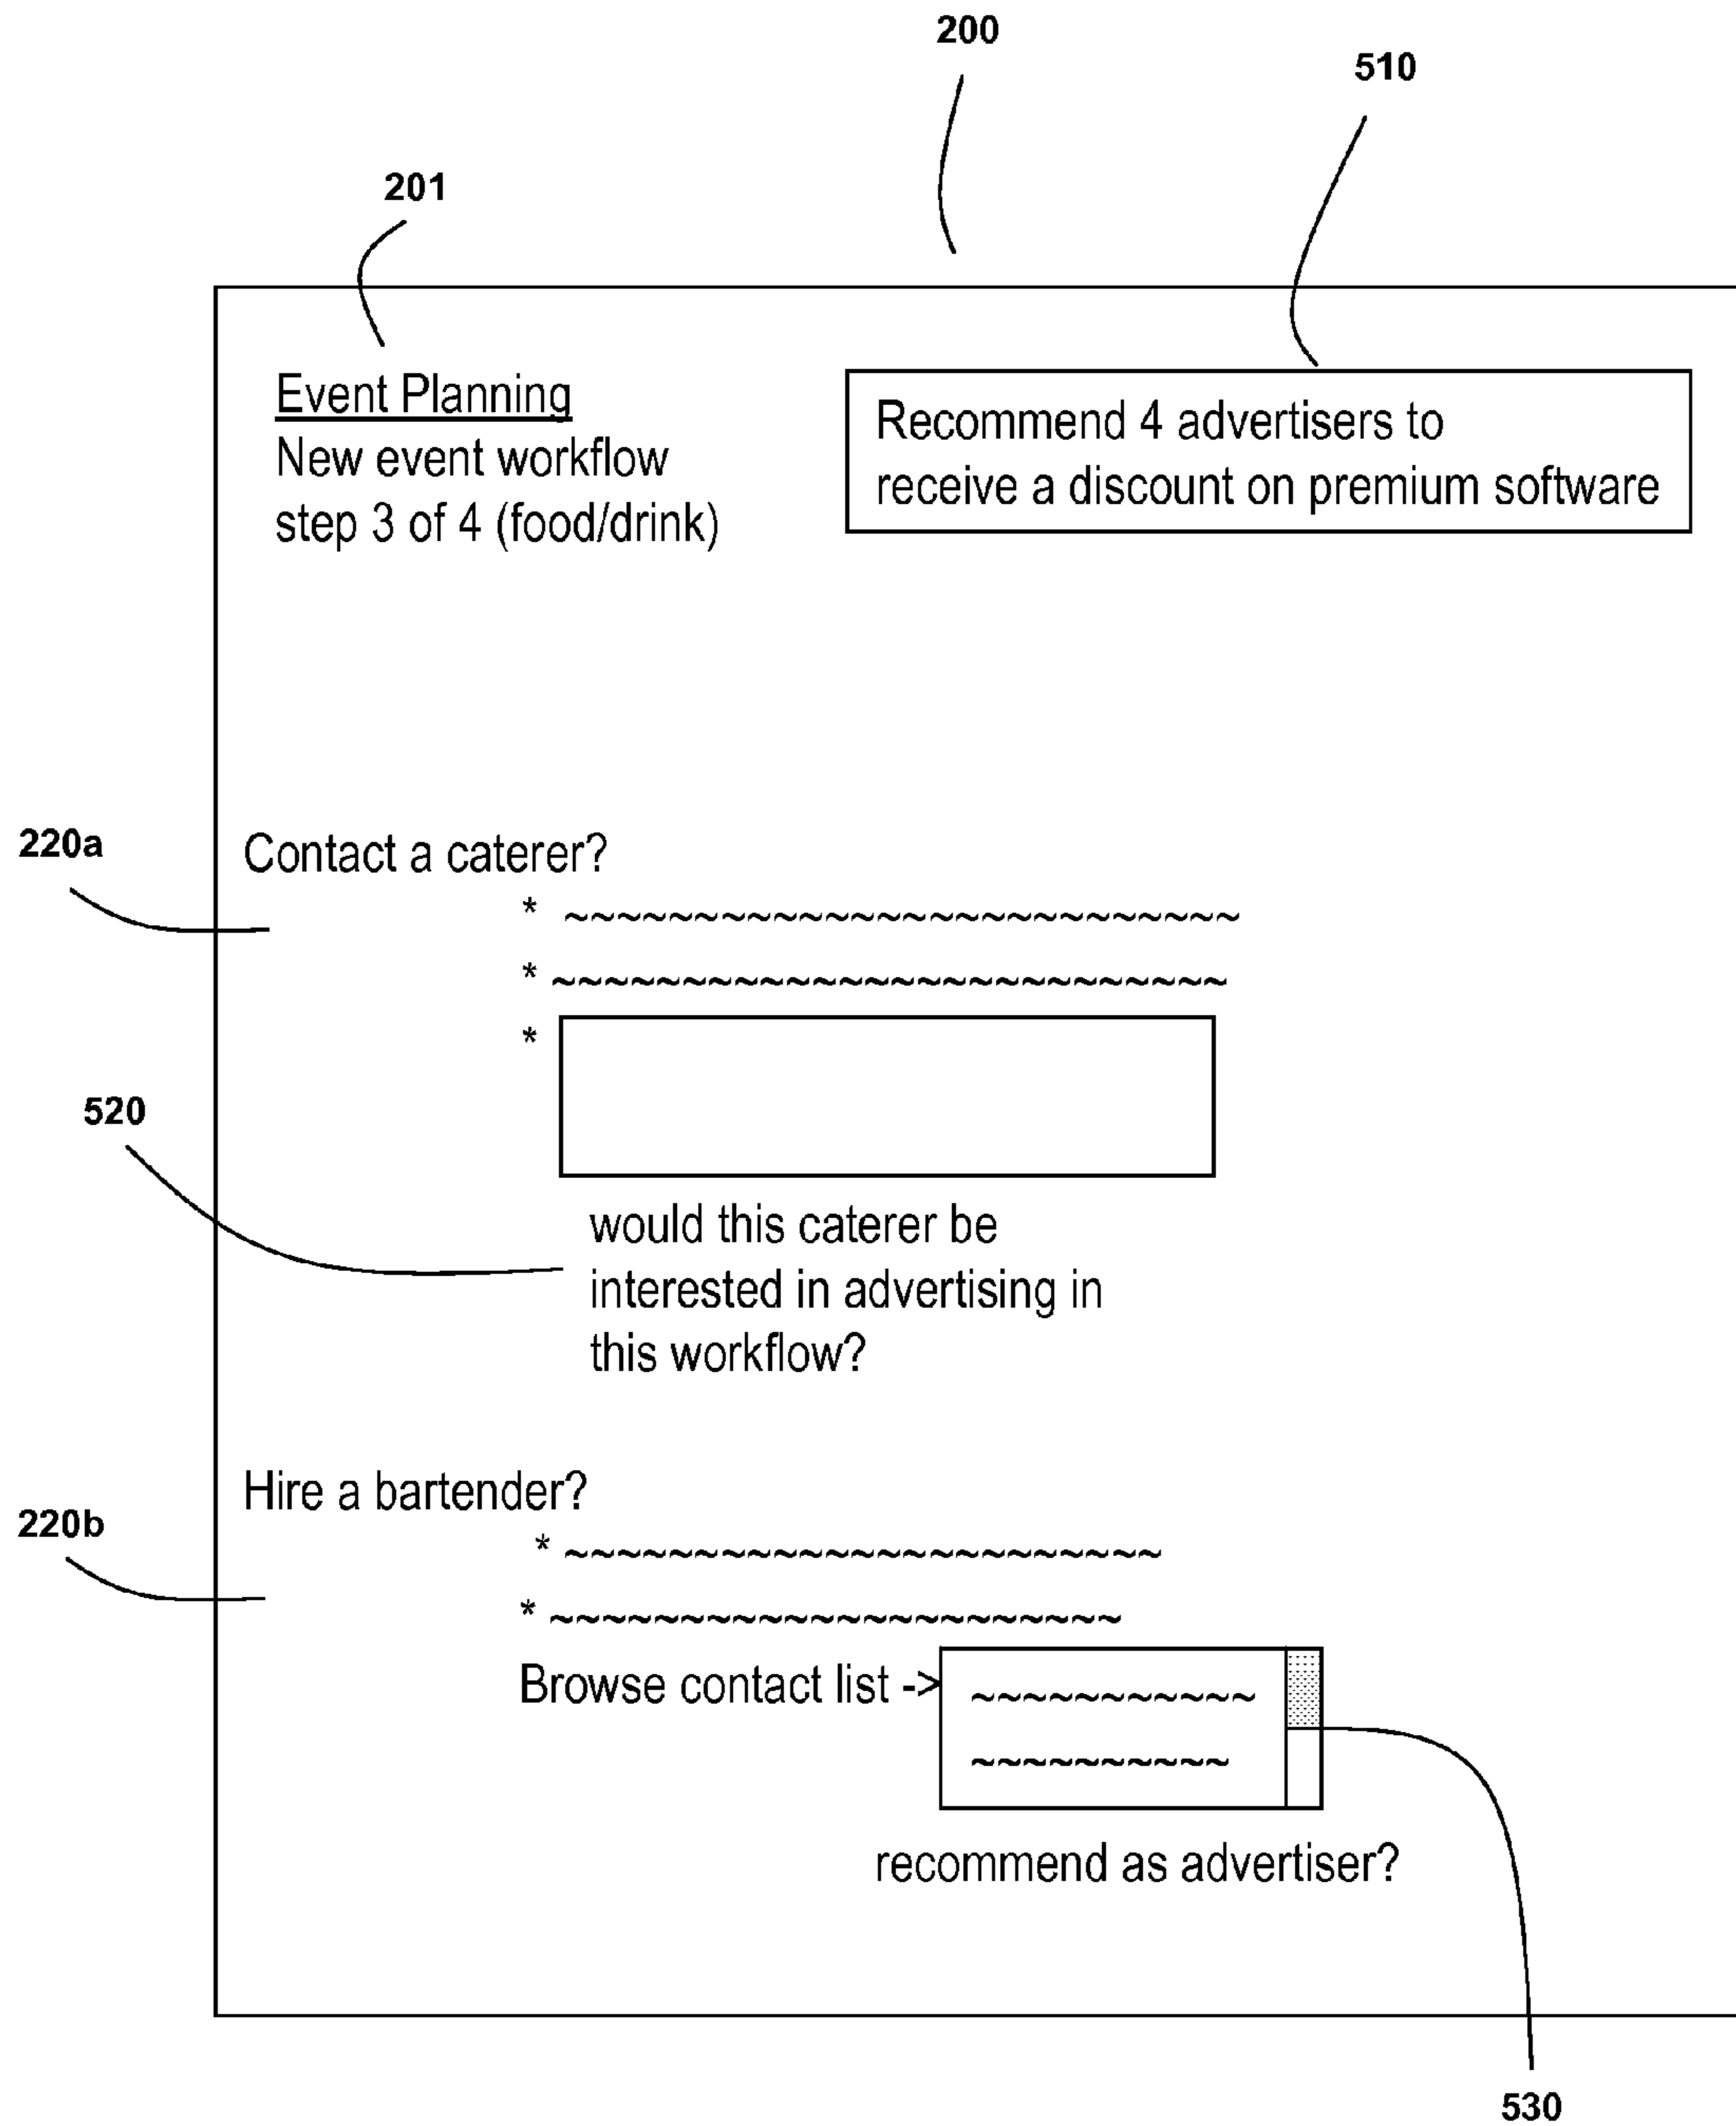 200
510
201
Event Planning
New event workflow
step 3 of 4 (food/drink)
Recommend 4 advertisers to
receive a discount on premium software
220a
Contact a caterer?
* ~~~~~~~~~~~~~~~~~~~~~~~~~~
* ~~~~~~~~~~~~~~~~~~~~~~~~~~
*
520
would this caterer be
interested in advertising in
this workflow?
Hire a bartender?
220b
* ~~~~~~~~~~~~~~~~~~~~~~~
* ~~~~~~~~~~~~~~~~~~~~~~
Browse contact list ->
~~~~~~~~~~~
~~~~~~~~~~
recommend as advertiser?
530